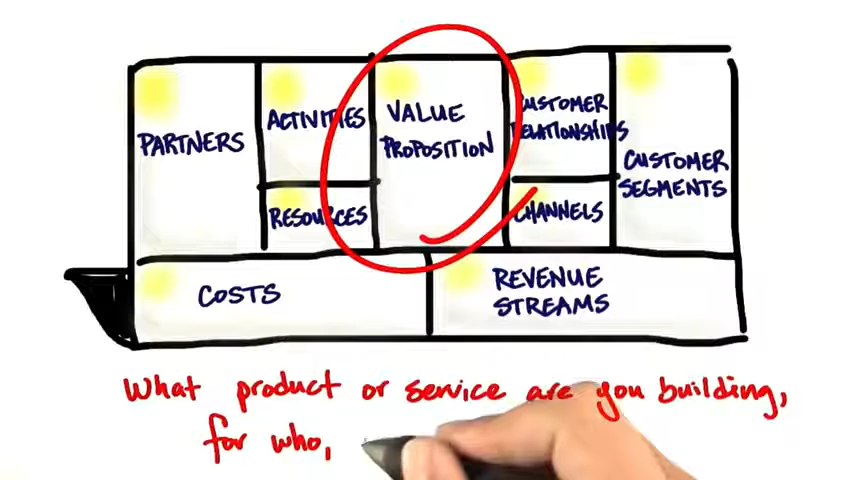 PARTNERS
ACTIVITIES
RESOURCES
VALUE
PROPOSITION
CUSTOMER
RELATIONSHIPS
CHANNELS
CUSTOMER
SEGMENTS
COSTS
REVENUE
STREAMS
What product or service are you building,
for who,